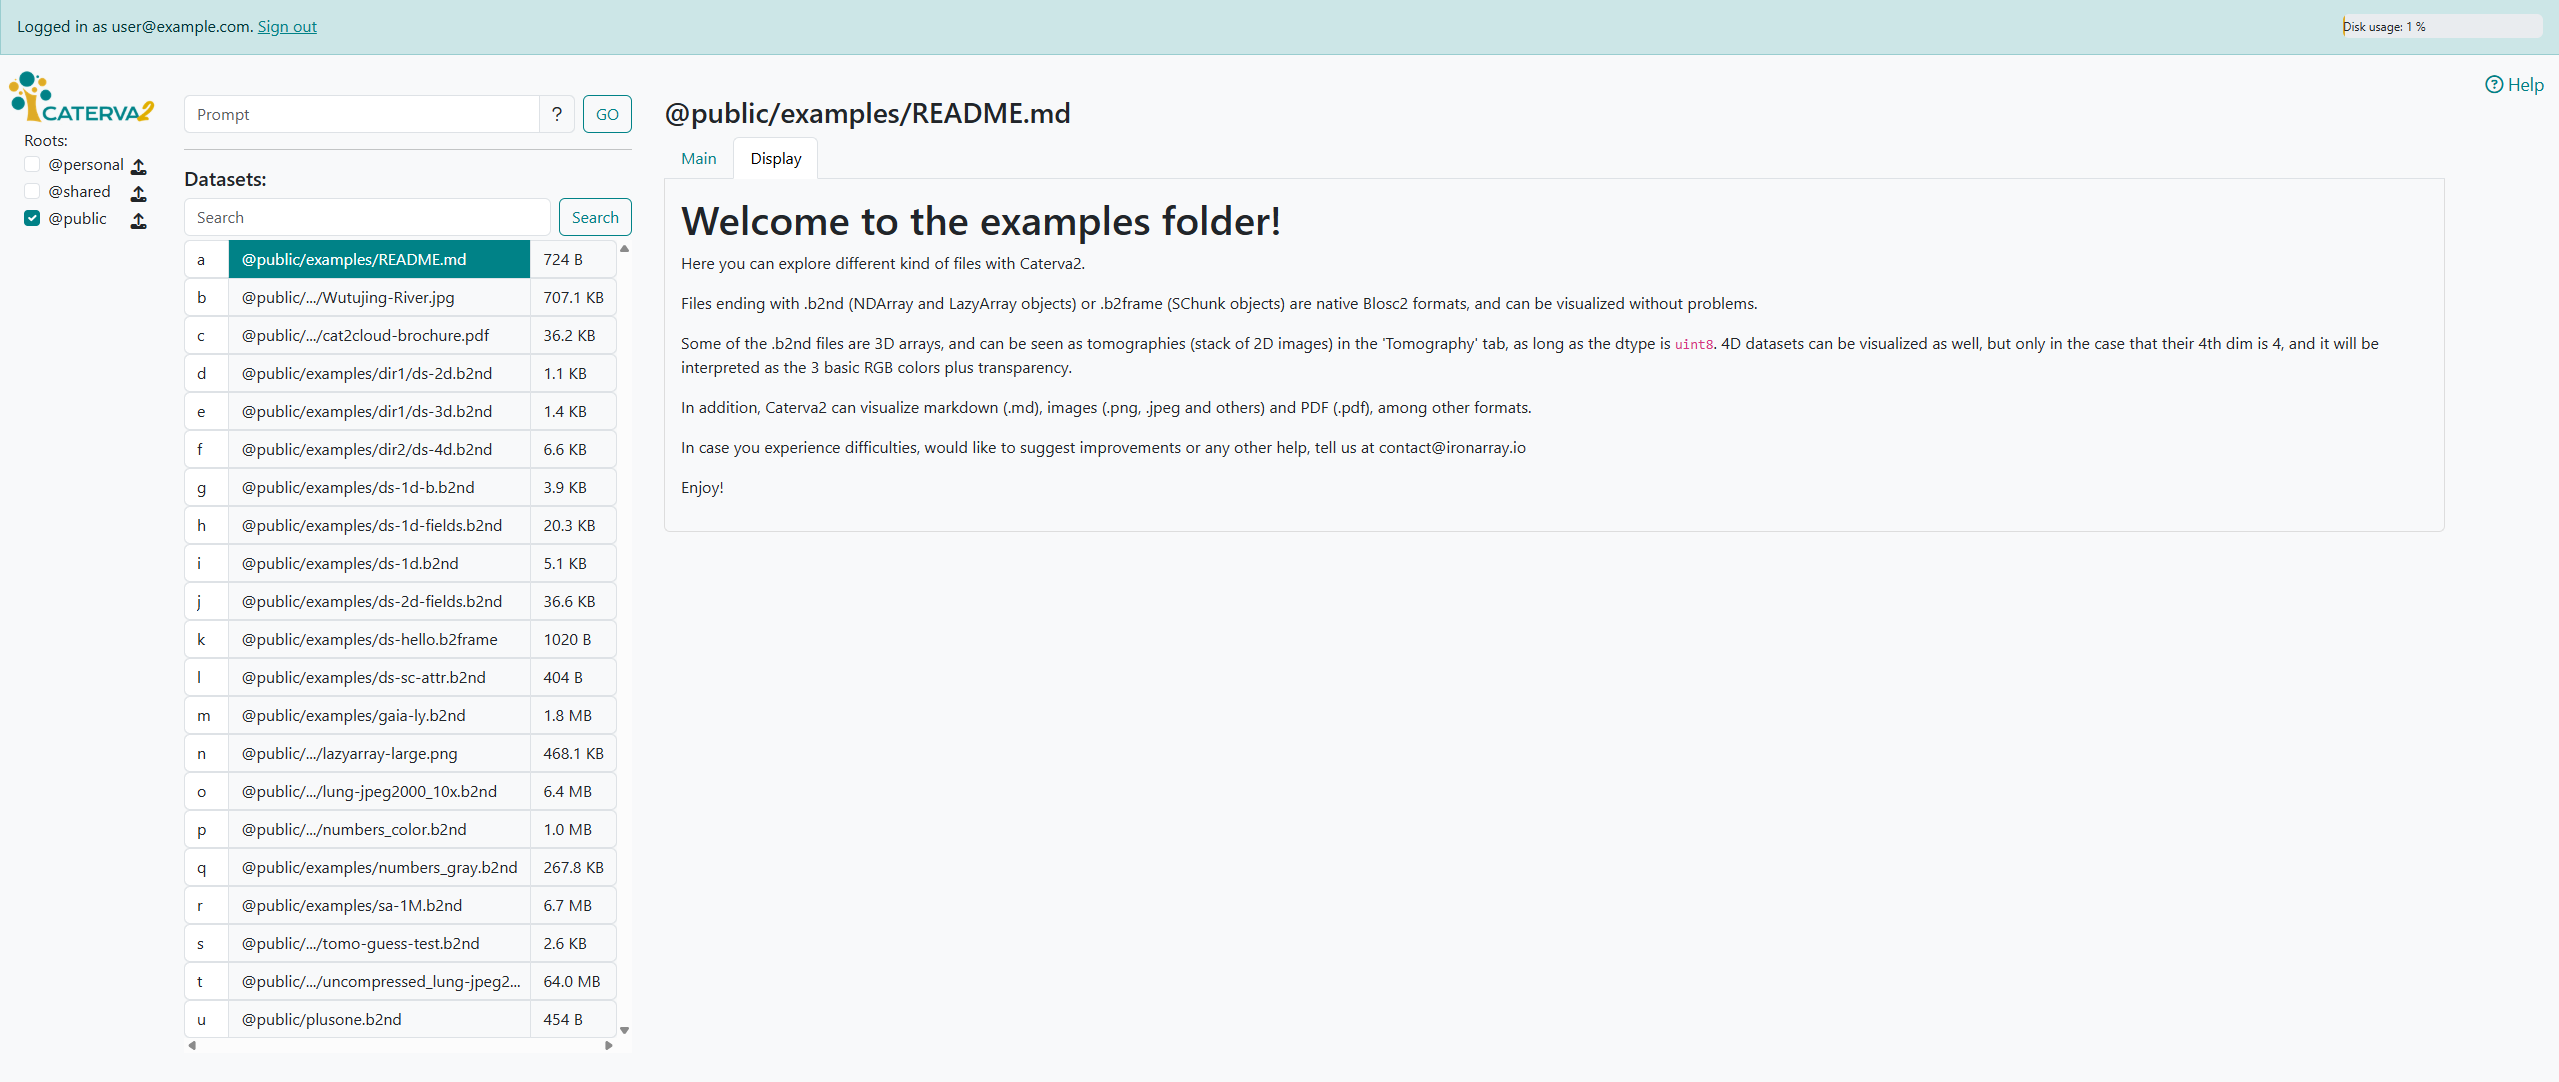 Logged in as user@example.com. Sign out
Disk usage: 1 %
CATERVA2
Help
Roots:
@personal
@shared
@public
Prompt
?
GO
Datasets:
Search
Search
a @public/examples/README.md 724 B
b @public/.../Wutujing-River.jpg 707.1 KB
c @public/.../cat2cloud-brochure.pdf 36.2 KB
d @public/examples/dir1/ds-2d.b2nd 1.1 KB
e @public/examples/dir1/ds-3d.b2nd 1.4 KB
f @public/examples/dir2/ds-4d.b2nd 6.6 KB
g @public/examples/ds-1d-b.b2nd 3.9 KB
h @public/examples/ds-1d-fields.b2nd 20.3 KB
i @public/examples/ds-1d.b2nd 5.1 KB
j @public/examples/ds-2d-fields.b2nd 36.6 KB
k @public/examples/ds-hello.b2frame 1020 B
l @public/examples/ds-sc-attr.b2nd 404 B
m @public/examples/gaia-ly.b2nd 1.8 MB
n @public/.../lazyarray-large.png 468.1 KB
o @public/.../lung-jpeg2000_10x.b2nd 6.4 MB
p @public/.../numbers_color.b2nd 1.0 MB
q @public/examples/numbers_gray.b2nd 267.8 KB
r @public/examples/sa-1M.b2nd 6.7 MB
s @public/.../tomo-guess-test.b2nd 2.6 KB
t @public/.../uncompressed_lung-jpeg2... 64.0 MB
u @public/plusone.b2nd 454 B
@public/examples/README.md
Main
Display
Welcome to the examples folder!
Here you can explore different kind of files with Caterva2.
Files ending with .b2nd (NDArray and LazyArray objects) or .b2frame (SChunk objects) are native Blosc2 formats, and can be visualized without problems.
Some of the .b2nd files are 3D arrays, and can be seen as tomographies (stack of 2D images) in the 'Tomography' tab, as long as the dtype is uint8. 4D datasets can be visualized as well, but only in the case that their 4th dim is 4, and it will be
interpreted as the 3 basic RGB colors plus transparency.
In addition, Caterva2 can visualize markdown (.md), images (.png, .jpeg and others) and PDF (.pdf), among other formats.
In case you experience difficulties, would like to suggest improvements or any other help, tell us at contact@ironarray.io
Enjoy!